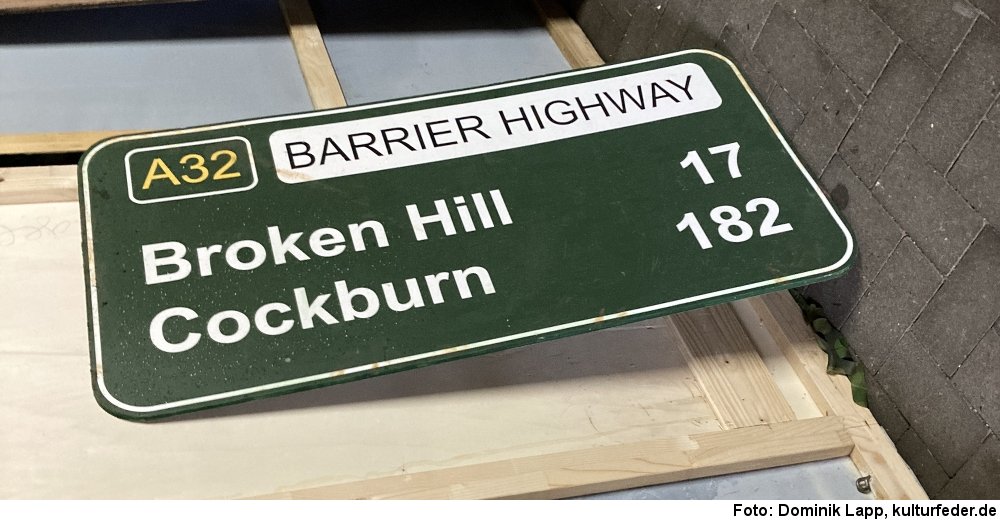 A32 BARRIER HIGHWAY
Broken Hill 17
Cockburn 182
Foto: Dominik Lapp, kulturfeder.de